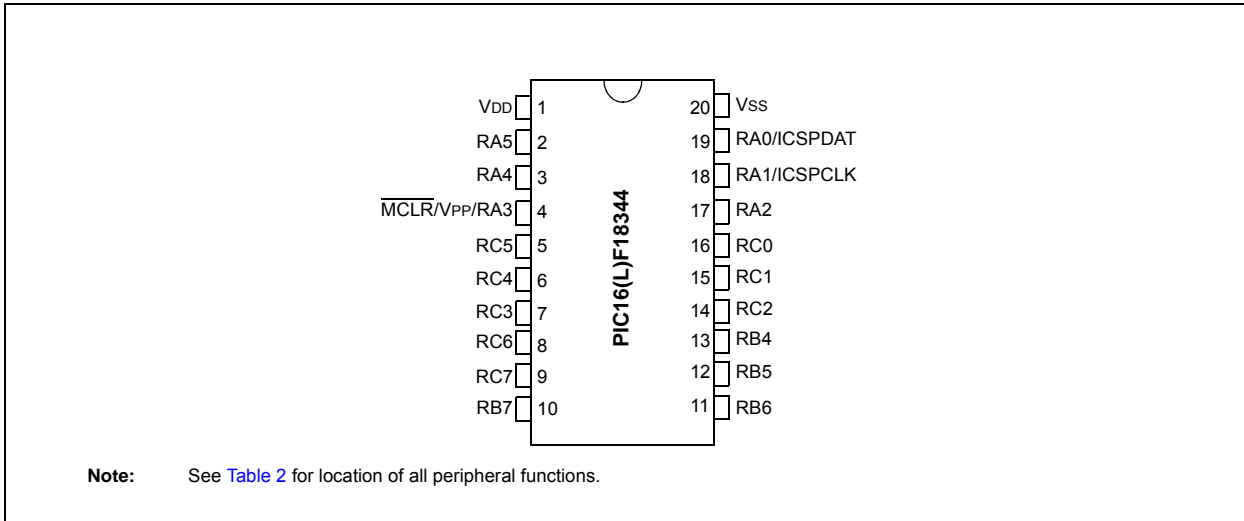 VDD 1 20 VSS
RA5 2 19 RA0/ICSPDAT
RA4 3 18 RA1/ICSPCLK
MCLR/VPP/RA3 4 17 RA2
RC5 5 16 RC0
RC4 6 15 RC1
RC3 7 14 RC2
RC6 8 13 RB4
RC7 9 12 RB5
RB7 10 11 RB6
PIC16(L)F18344
Note: See Table 2 for location of all peripheral functions.